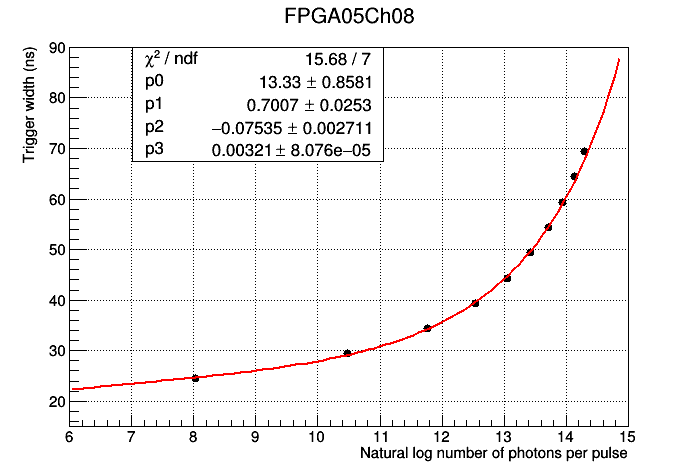 FPGA05Ch08
Trigger width (ns)
χ² / ndf 15.68 / 7
p0 13.33 ± 0.8581
p1 0.7007 ± 0.0253
p2 −0.07535 ± 0.002711
p3 0.00321 ± 8.076e−05
90
80
70
60
50
40
30
20
6 7 8 9 10 11 12 13 14 15
Natural log number of photons per pulse